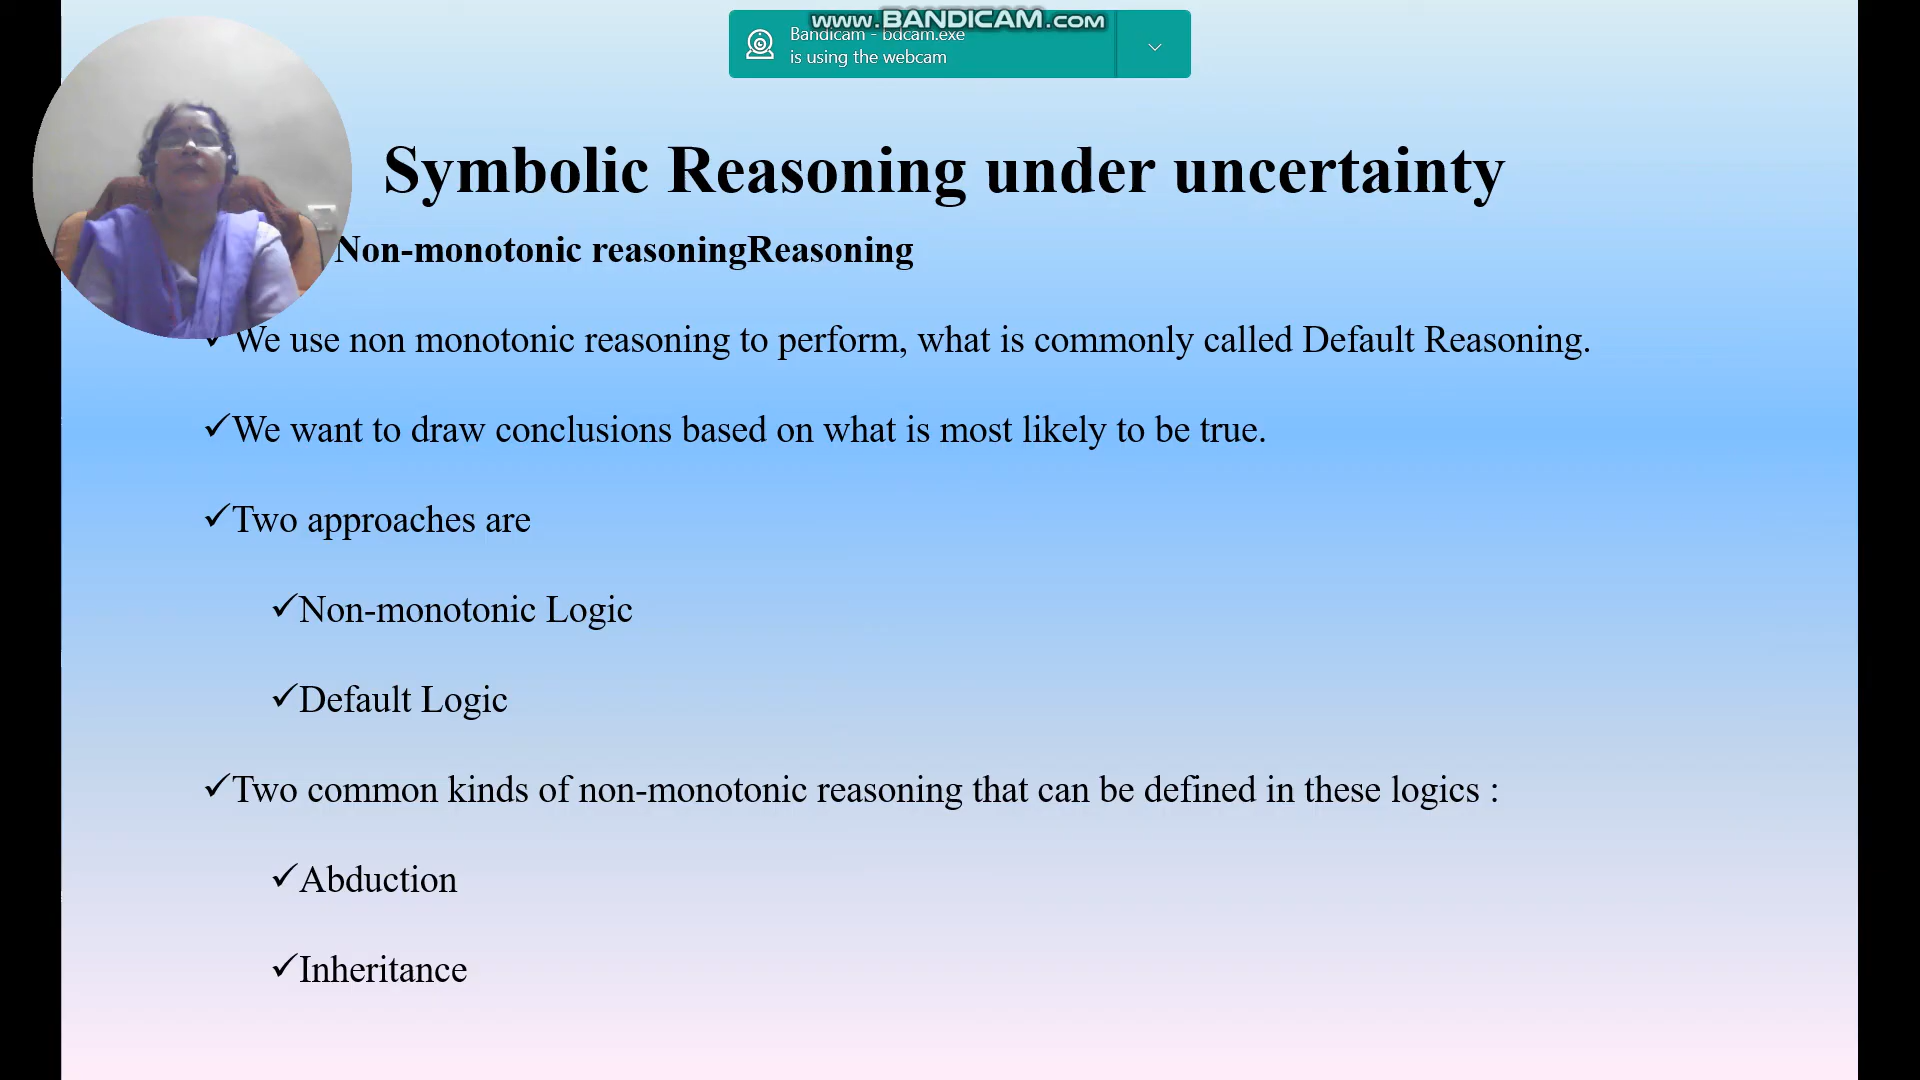 www.BANDICAM.com
Bandicam - bdcam.exe
is using the webcam
Symbolic Reasoning under uncertainty
Non-monotonic reasoningReasoning
✓We use non monotonic reasoning to perform, what is commonly called Default Reasoning.
✓We want to draw conclusions based on what is most likely to be true.
✓Two approaches are
✓Non-monotonic Logic
✓Default Logic
✓Two common kinds of non-monotonic reasoning that can be defined in these logics :
✓Abduction
✓Inheritance